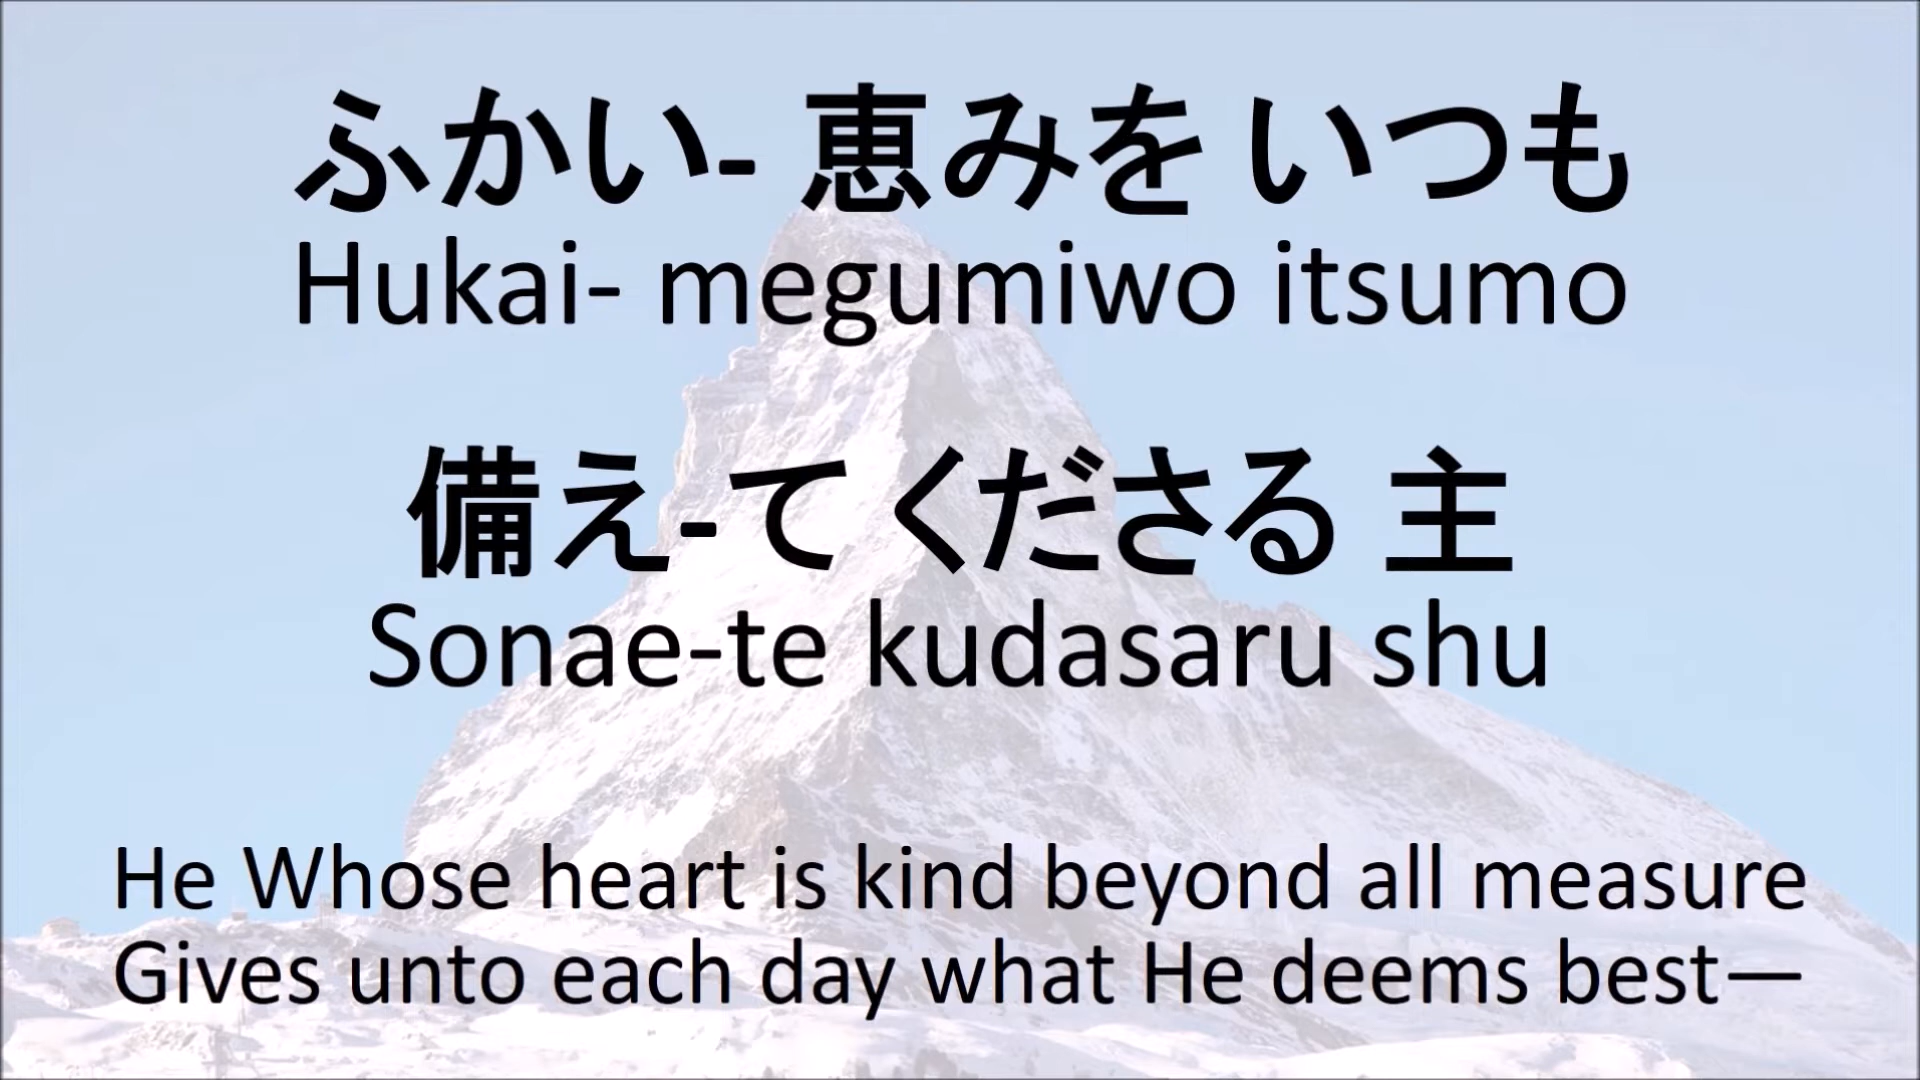 ふかい- 恵みを いつも
Hukai- megumiwo itsumo
備え-て くださる 主
Sonae-te kudasaru shu
He Whose heart is kind beyond all measure
Gives unto each day what He deems best—